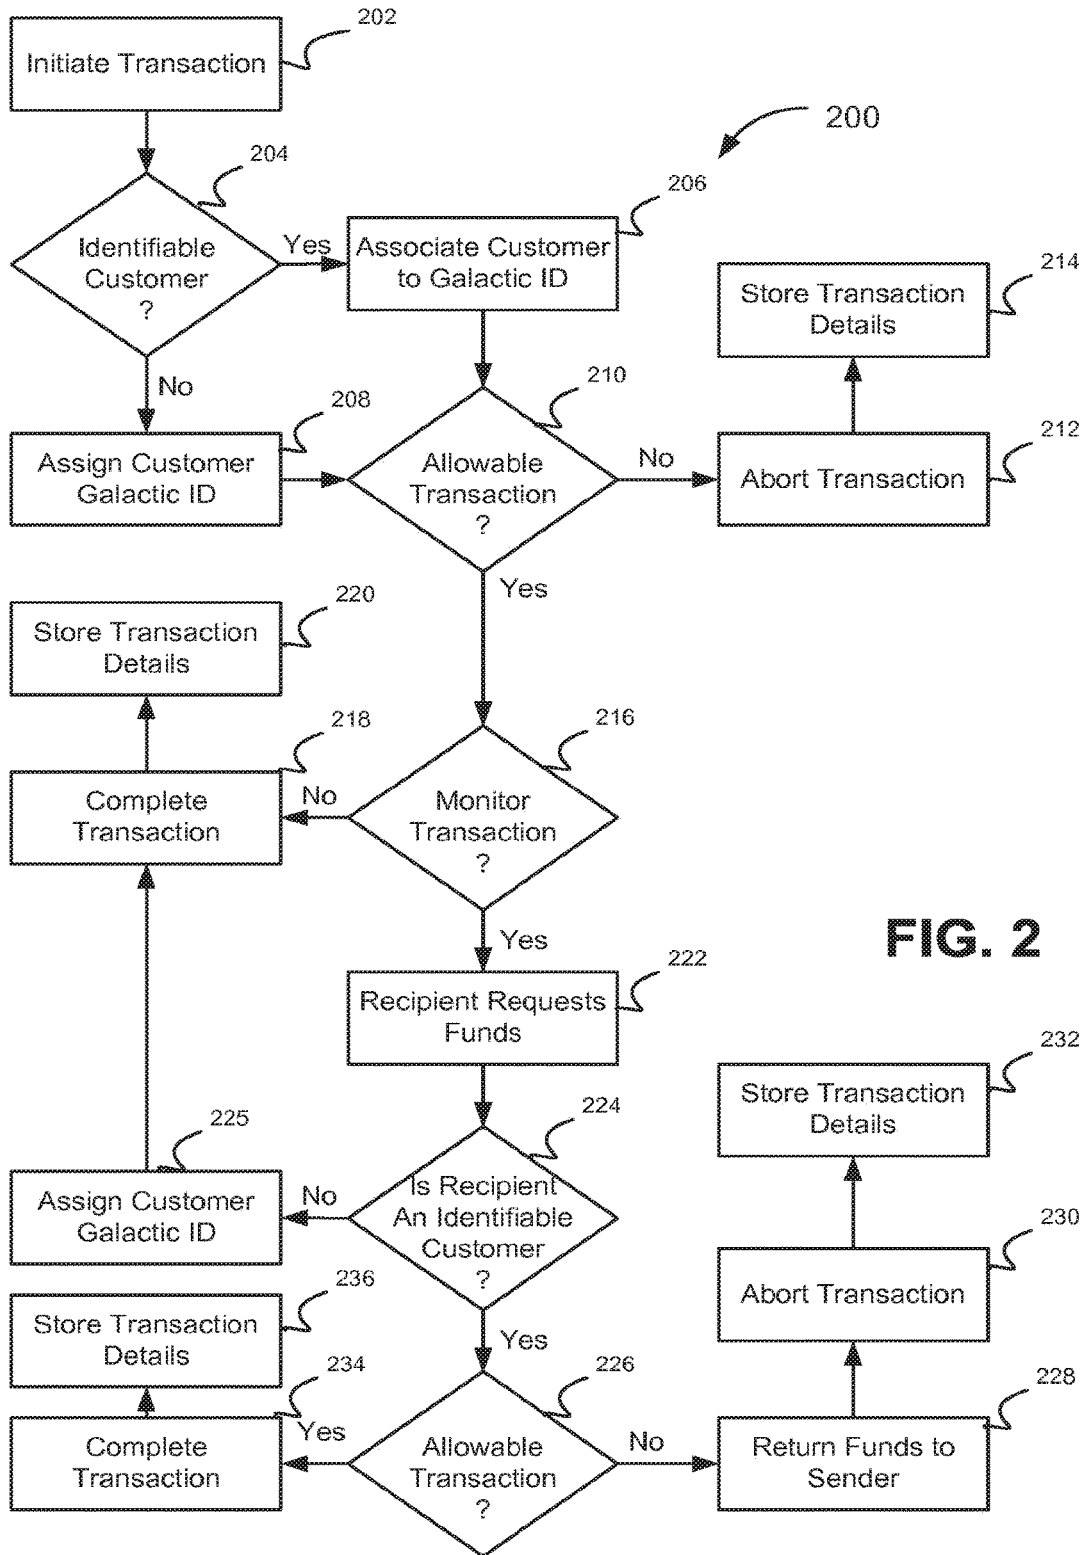 202
Initiate Transaction
200
204
206
Identifiable
Customer
?
Yes
Associate Customer
to Galactic ID
214
Store Transaction
Details
No
208
210
212
Assign Customer
Galactic ID
Allowable
Transaction
?
No
Abort Transaction
Yes
220
Store Transaction
Details
218
216
Complete
Transaction
No
Monitor
Transaction
?
Yes
FIG. 2
222
Recipient Requests
Funds
232
Store Transaction
Details
225
224
Assign Customer
Galactic ID
No
Is Recipient
An Identifiable
Customer
?
230
Abort Transaction
236
Store Transaction
Details
Yes
234
226
228
Complete
Transaction
Yes
Allowable
Transaction
?
No
Return Funds to
Sender